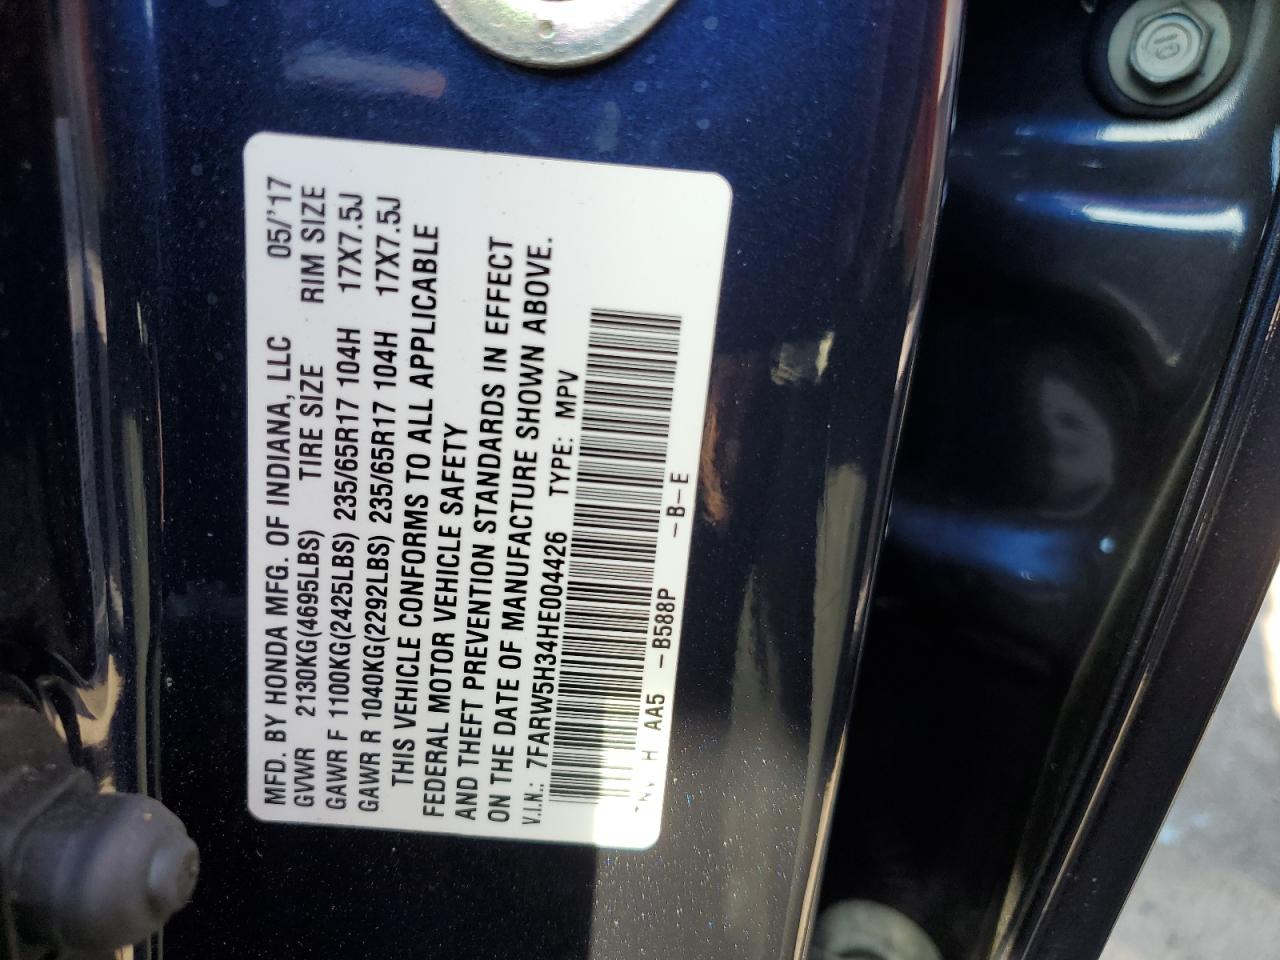 MFD. BY HONDA MFG. OF INDIANA, LLC 05/'17
GVWR 2130KG(4695LBS) TIRE SIZE RIM SIZE
GAWR F 1100KG(2425LBS) 235/65R17 104H 17X7.5J
GAWR R 1040KG(2292LBS) 235/65R17 104H 17X7.5J
THIS VEHICLE CONFORMS TO ALL APPLICABLE
FEDERAL MOTOR VEHICLE SAFETY
AND THEFT PREVENTION STANDARDS IN EFFECT
ON THE DATE OF MANUFACTURE SHOWN ABOVE.
V.I.N.: 7FARW5H34HE004426 TYPE: MPV
AA5 -B588P -B-E